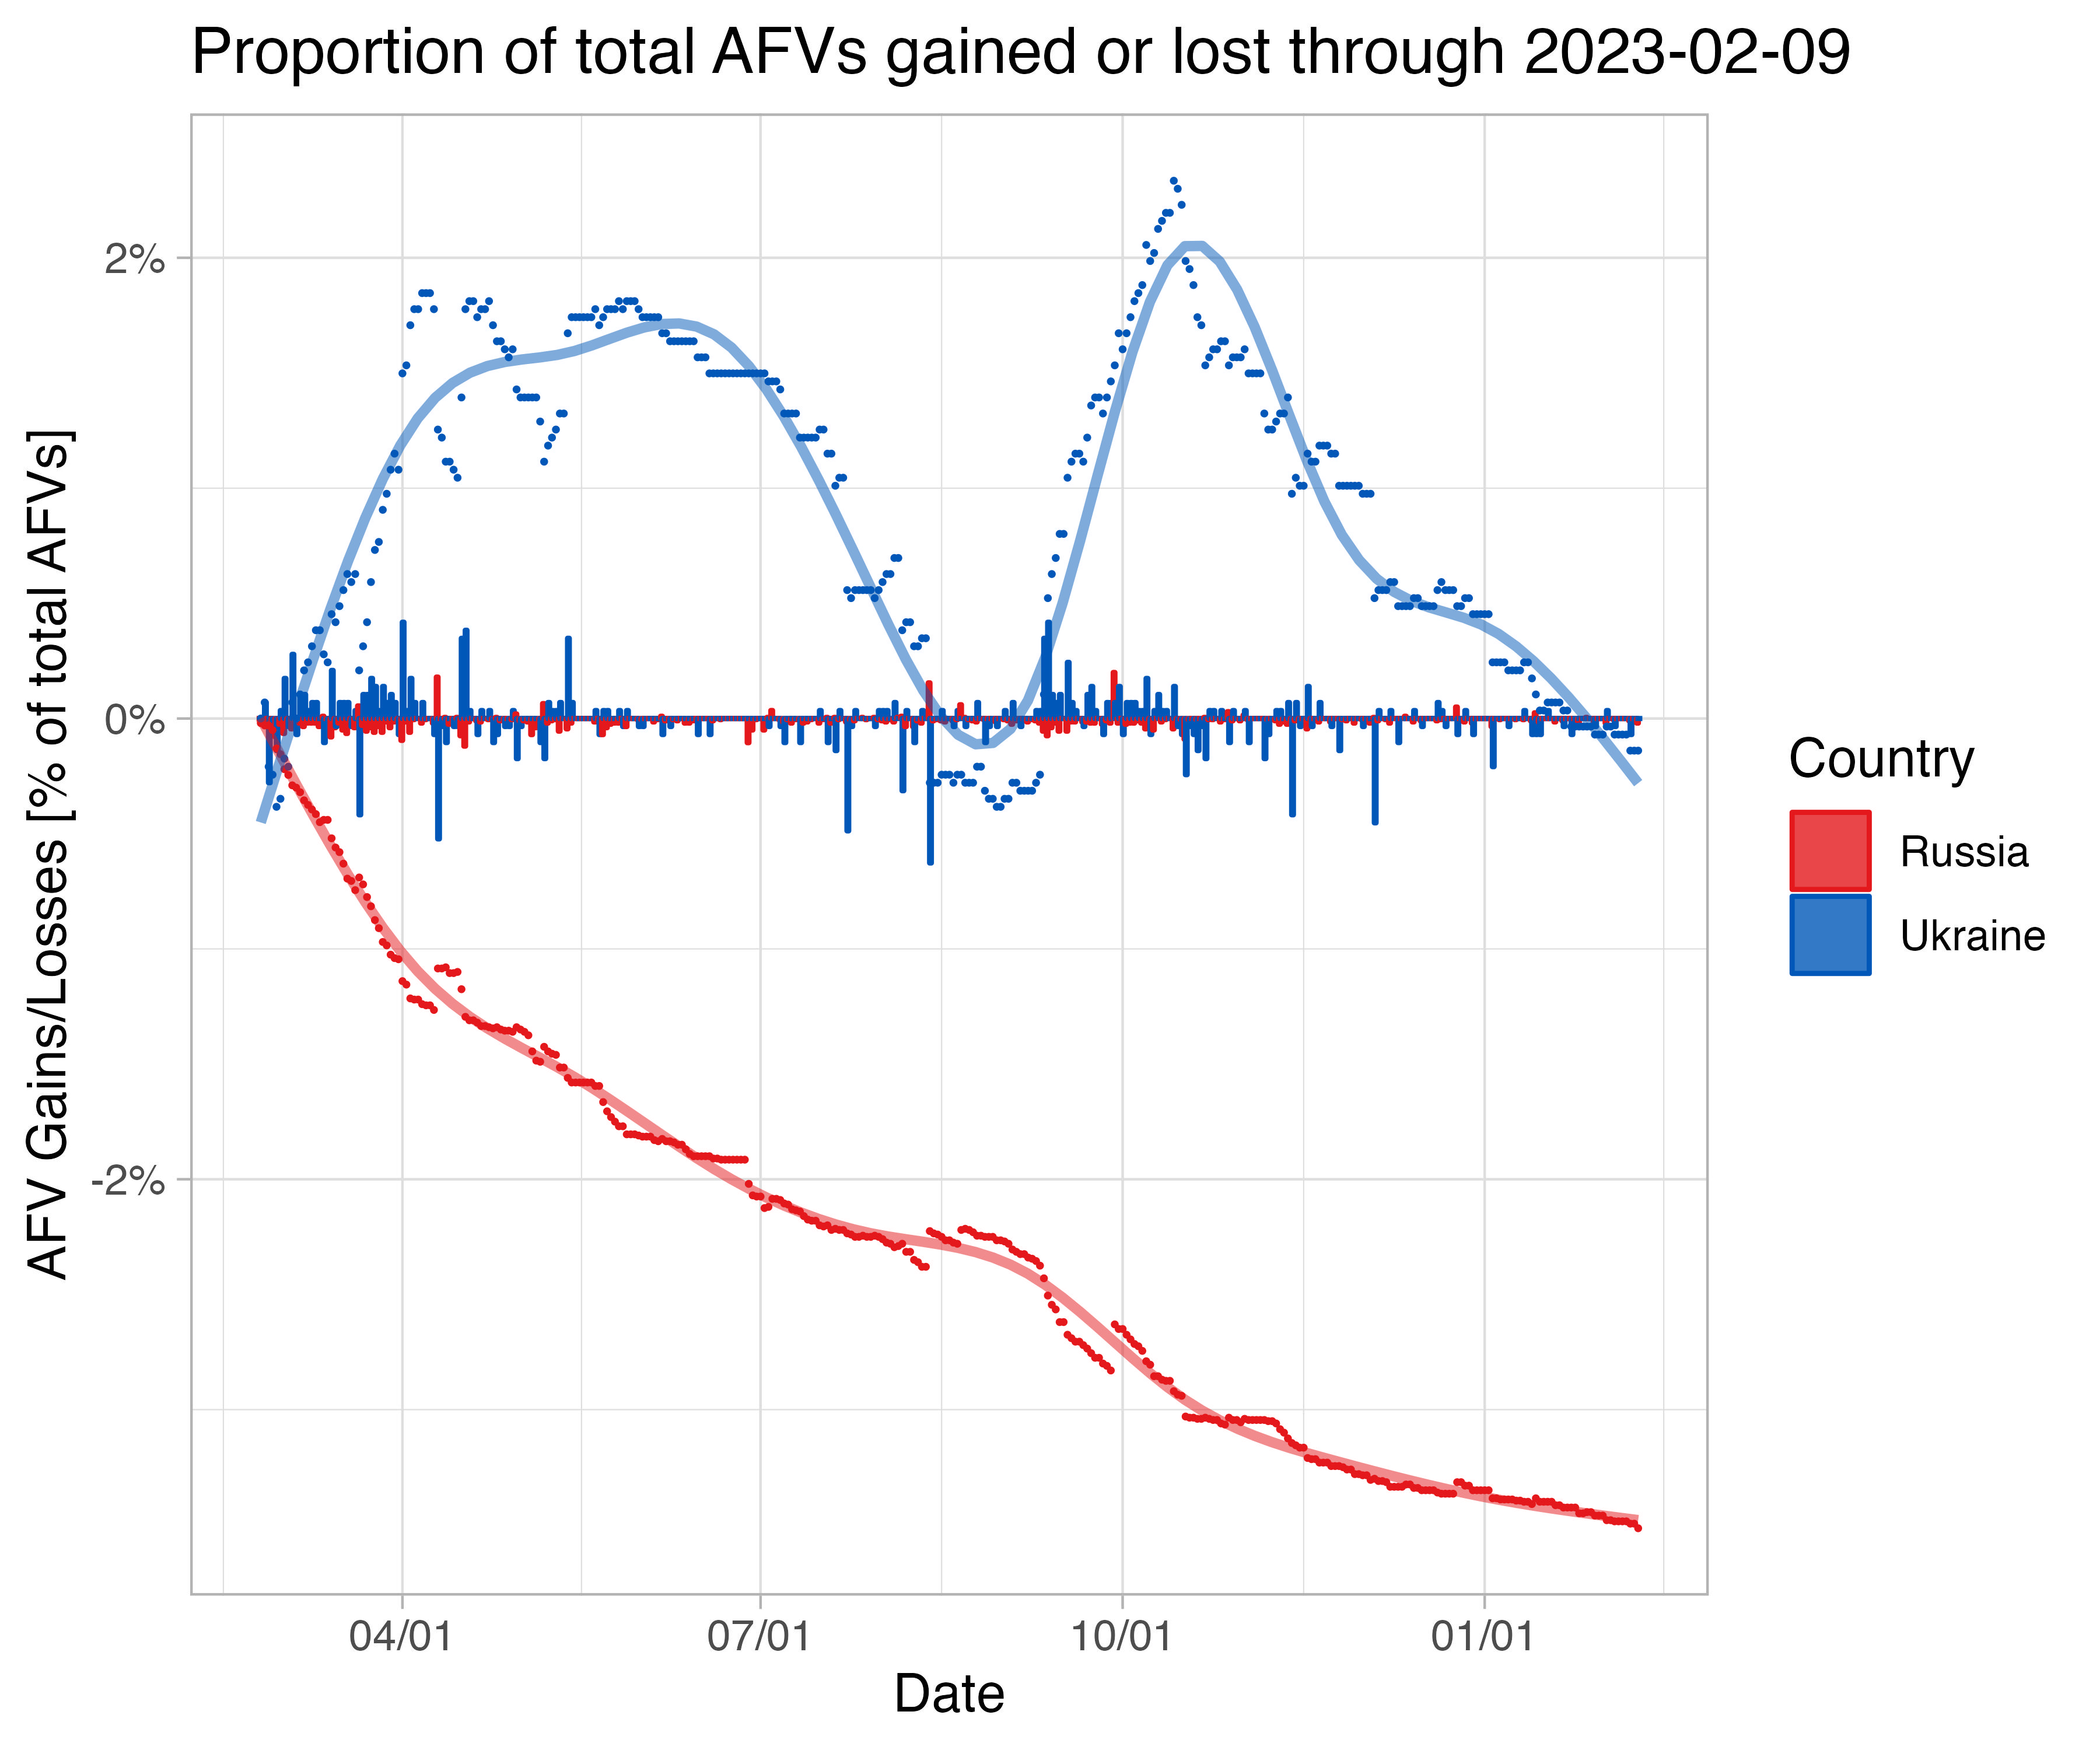 Proportion of total AFVs gained or lost through 2023-02-09
AFV Gains/Losses [% of total AFVs]
2%
0%
-2%
04/01
07/01
10/01
01/01
Date
Country
Russia
Ukraine